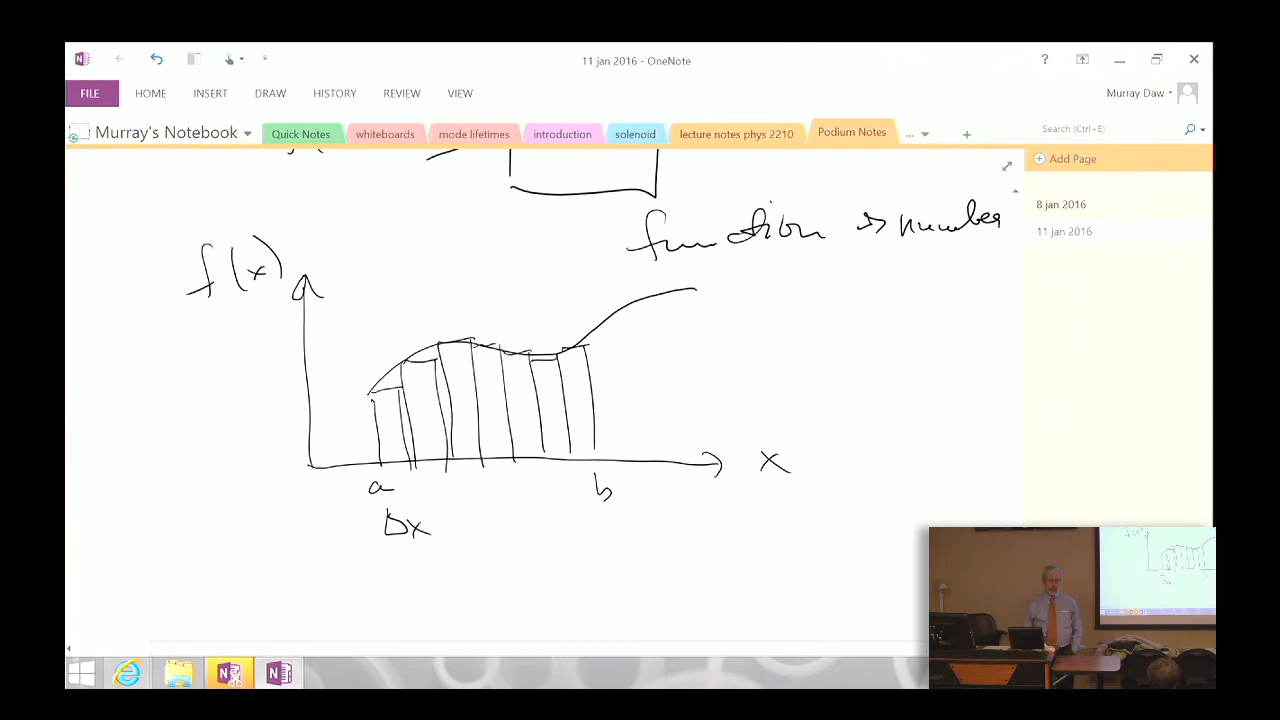 11 jan 2016 - OneNote
?
FILE
HOME
INSERT
DRAW
HISTORY
REVIEW
VIEW
Murray Daw
Murray's Notebook
Quick Notes
whiteboards
mode lifetimes
introduction
solenoid
lecture notes phys 2210
Podium Notes
...
+
Search (Ctrl+E)
Add Page
8 jan 2016
11 jan 2016
function → number
f(x)
x
a
b
Δx